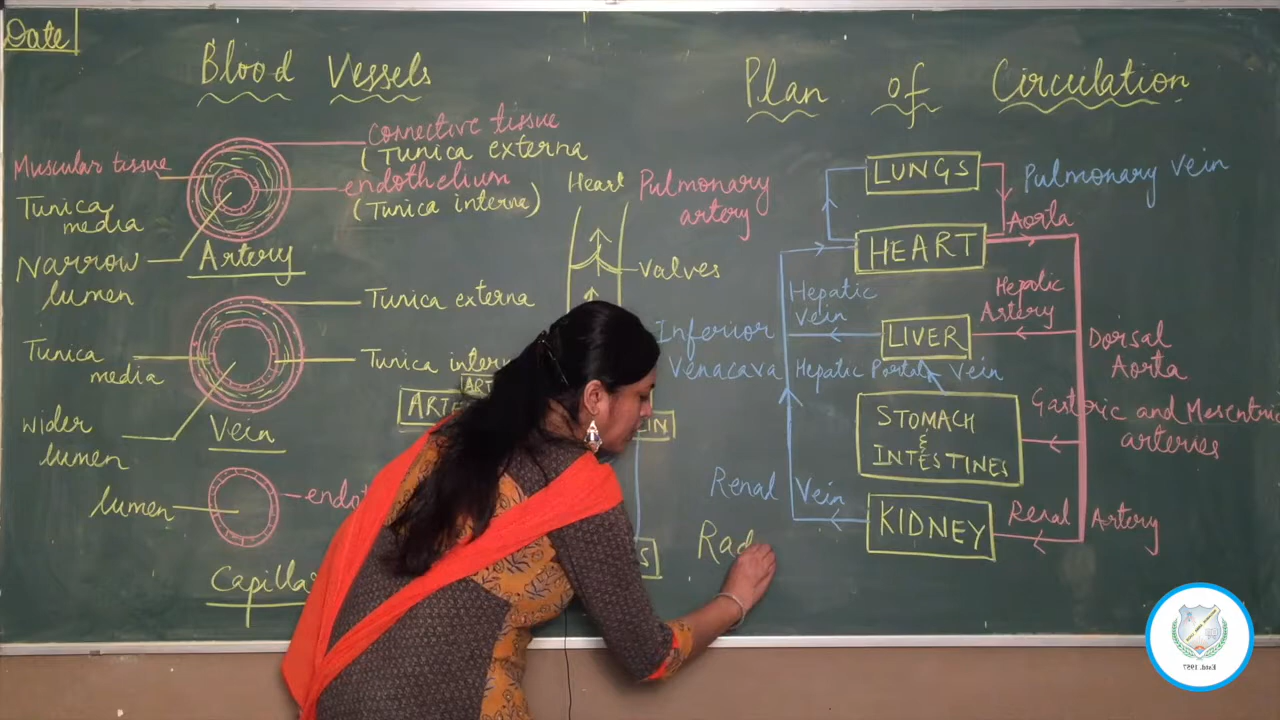 Date
Blood Vessels
Muscular tissue
Tunica
media
Narrow
lumen
Connective tissue
(Tunica externa
endothelium
(Tunica interna)
Artery
Tunica externa
Tunica
media
Wider
lumen
Vein
lumen
Heart
Valves
Plan of Circulation
Pulmonary
artery
LUNGS
Pulmonary Vein
HEART
Aorta
Hepatic
Vein
Inferior
Venacava
LIVER
Hepatic
Artery
Dorsal
Aorta
Hepatic Portal Vein
STOMACH
&
INTESTINES
Gastric and Mesentric
arteries
Renal Vein
KIDNEY
Renal Artery
Rad
Estd. 1957